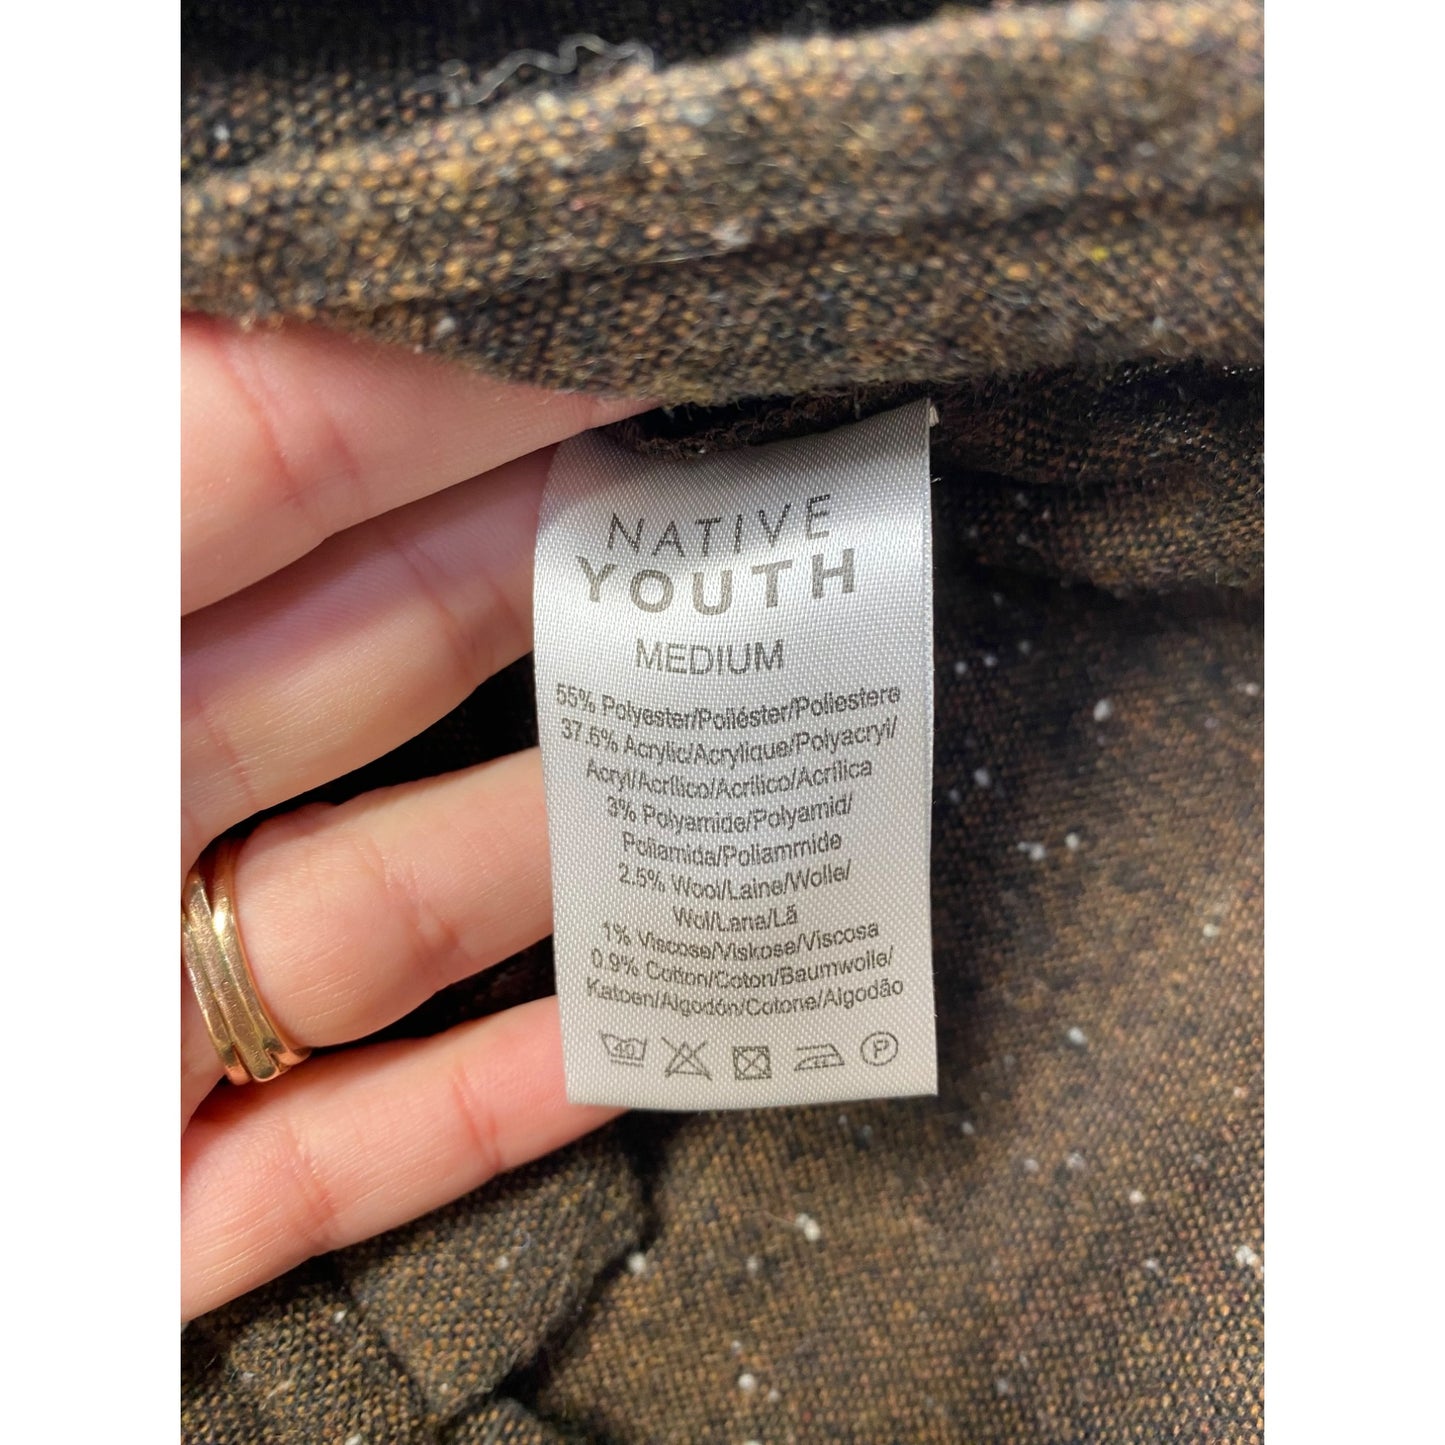 NATIVE
YOUTH
MEDIUM
55% Polyester/Poliéster/Poliestere
37.6% Acrylic/Acrylique/Polyacryl/
Acryl/Acrílico/Acrilico/Acrílica
3% Polyamide/Polyamid/
Poliamida/Poliammide
2.5% Wool/Laine/Wolle/
Wol/Lana/Lã
1% Viscose/Viskose/Viscosa
0.9% Cotton/Coton/Baumwolle/
Katoen/Algodón/Cotone/Algodão
40 P